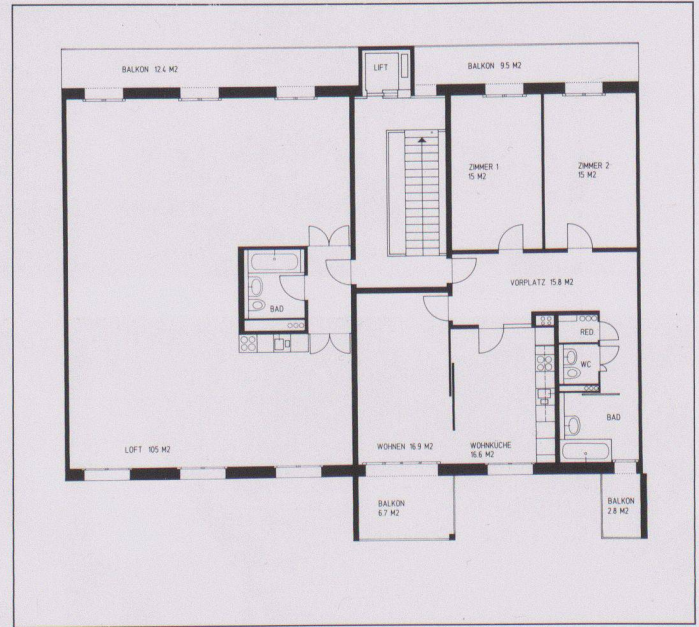 BALKON 12.4 M2
LIFT
BALKON 9.5 M2
ZIMMER 1
15 M2
ZIMMER 2
15 M2
VORPLATZ 15.8 M2
BAD
RED.
WC
BAD
LOFT 105 M2
WOHNEN 16.9 M2
WOHNKÜCHE
16.6 M2
BALKON
6.7 M2
BALKON
2.8 M2